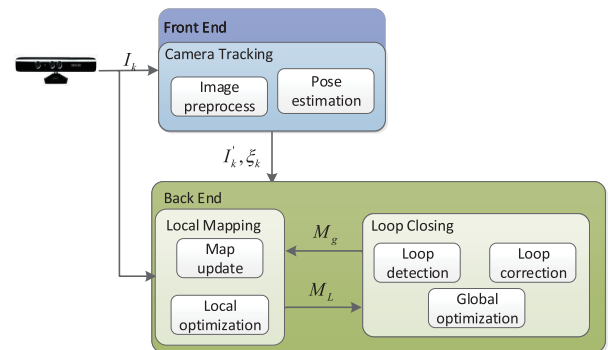 Front End
Camera Tracking
I_k
Image
preprocess
Pose
estimation
I'_k, ξ_k
Back End
Local Mapping
Map
update
Local
optimization
M_g
M_L
Loop Closing
Loop
detection
Loop
correction
Global
optimization